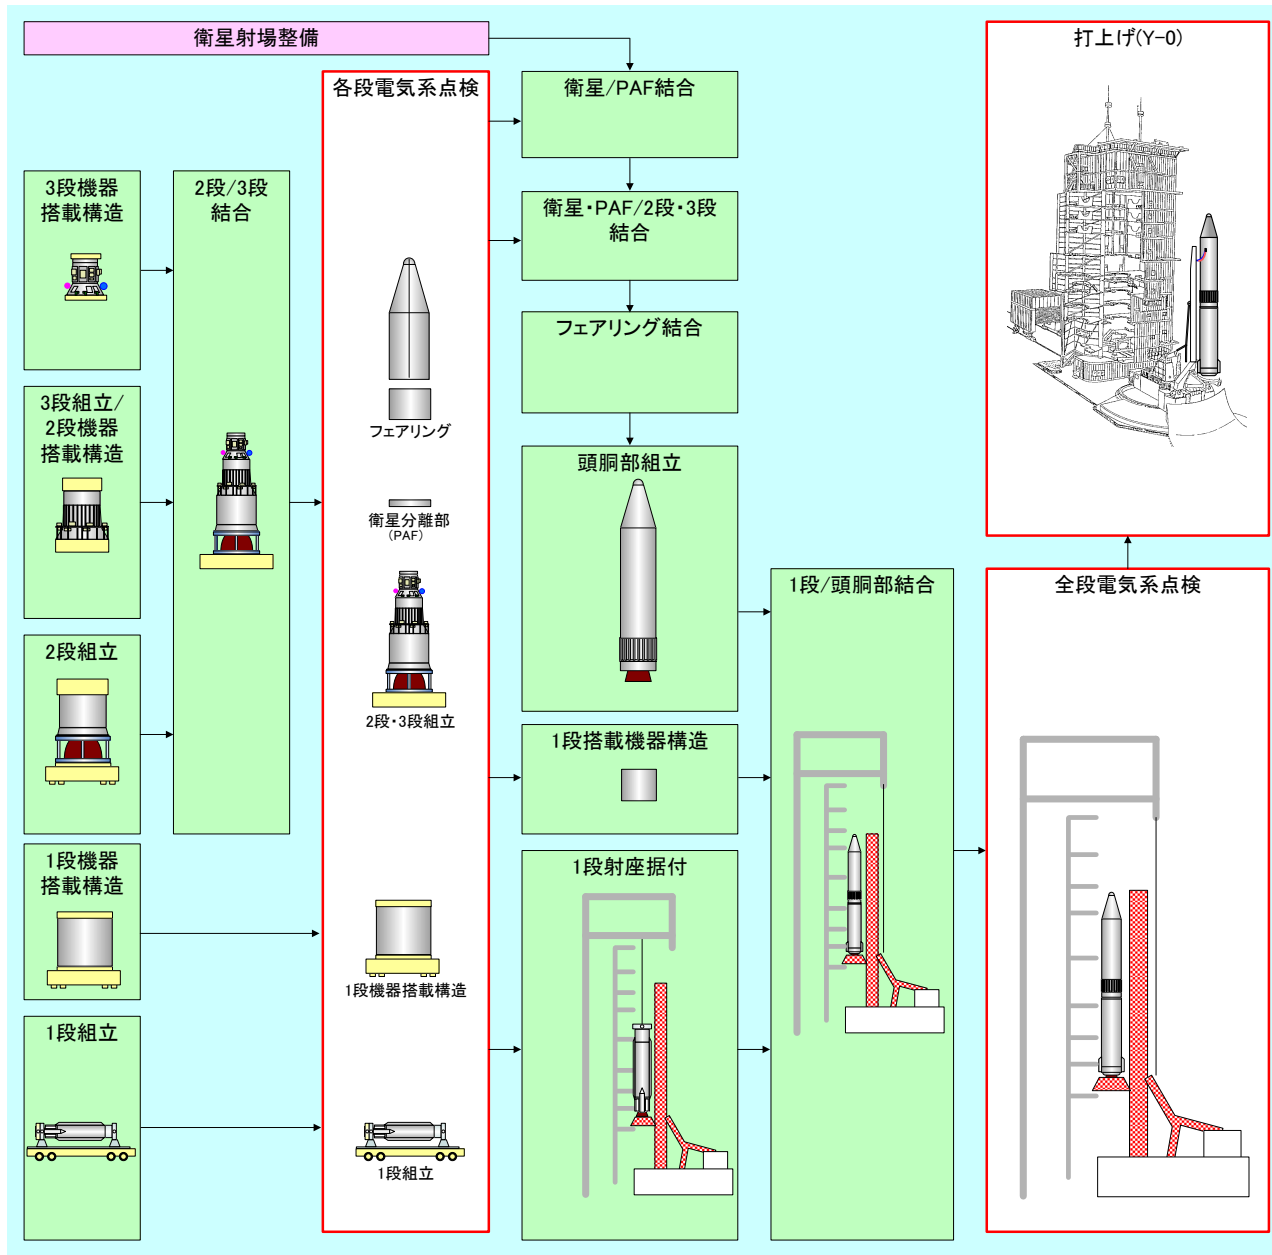 衛星射場整備
打上げ(Y-0)
各段電気系点検
衛星/PAF結合
3段機器
搭載構造
2段/3段
結合
衛星・PAF/2段・3段
結合
フェアリング結合
3段組立/
2段機器
搭載構造
フェアリング
頭胴部組立
衛星分離部
(PAF)
1段/頭胴部結合
全段電気系点検
2段組立
2段・3段組立
1段搭載機器構造
1段機器
搭載構造
1段射座据付
1段機器搭載構造
1段組立
1段組立